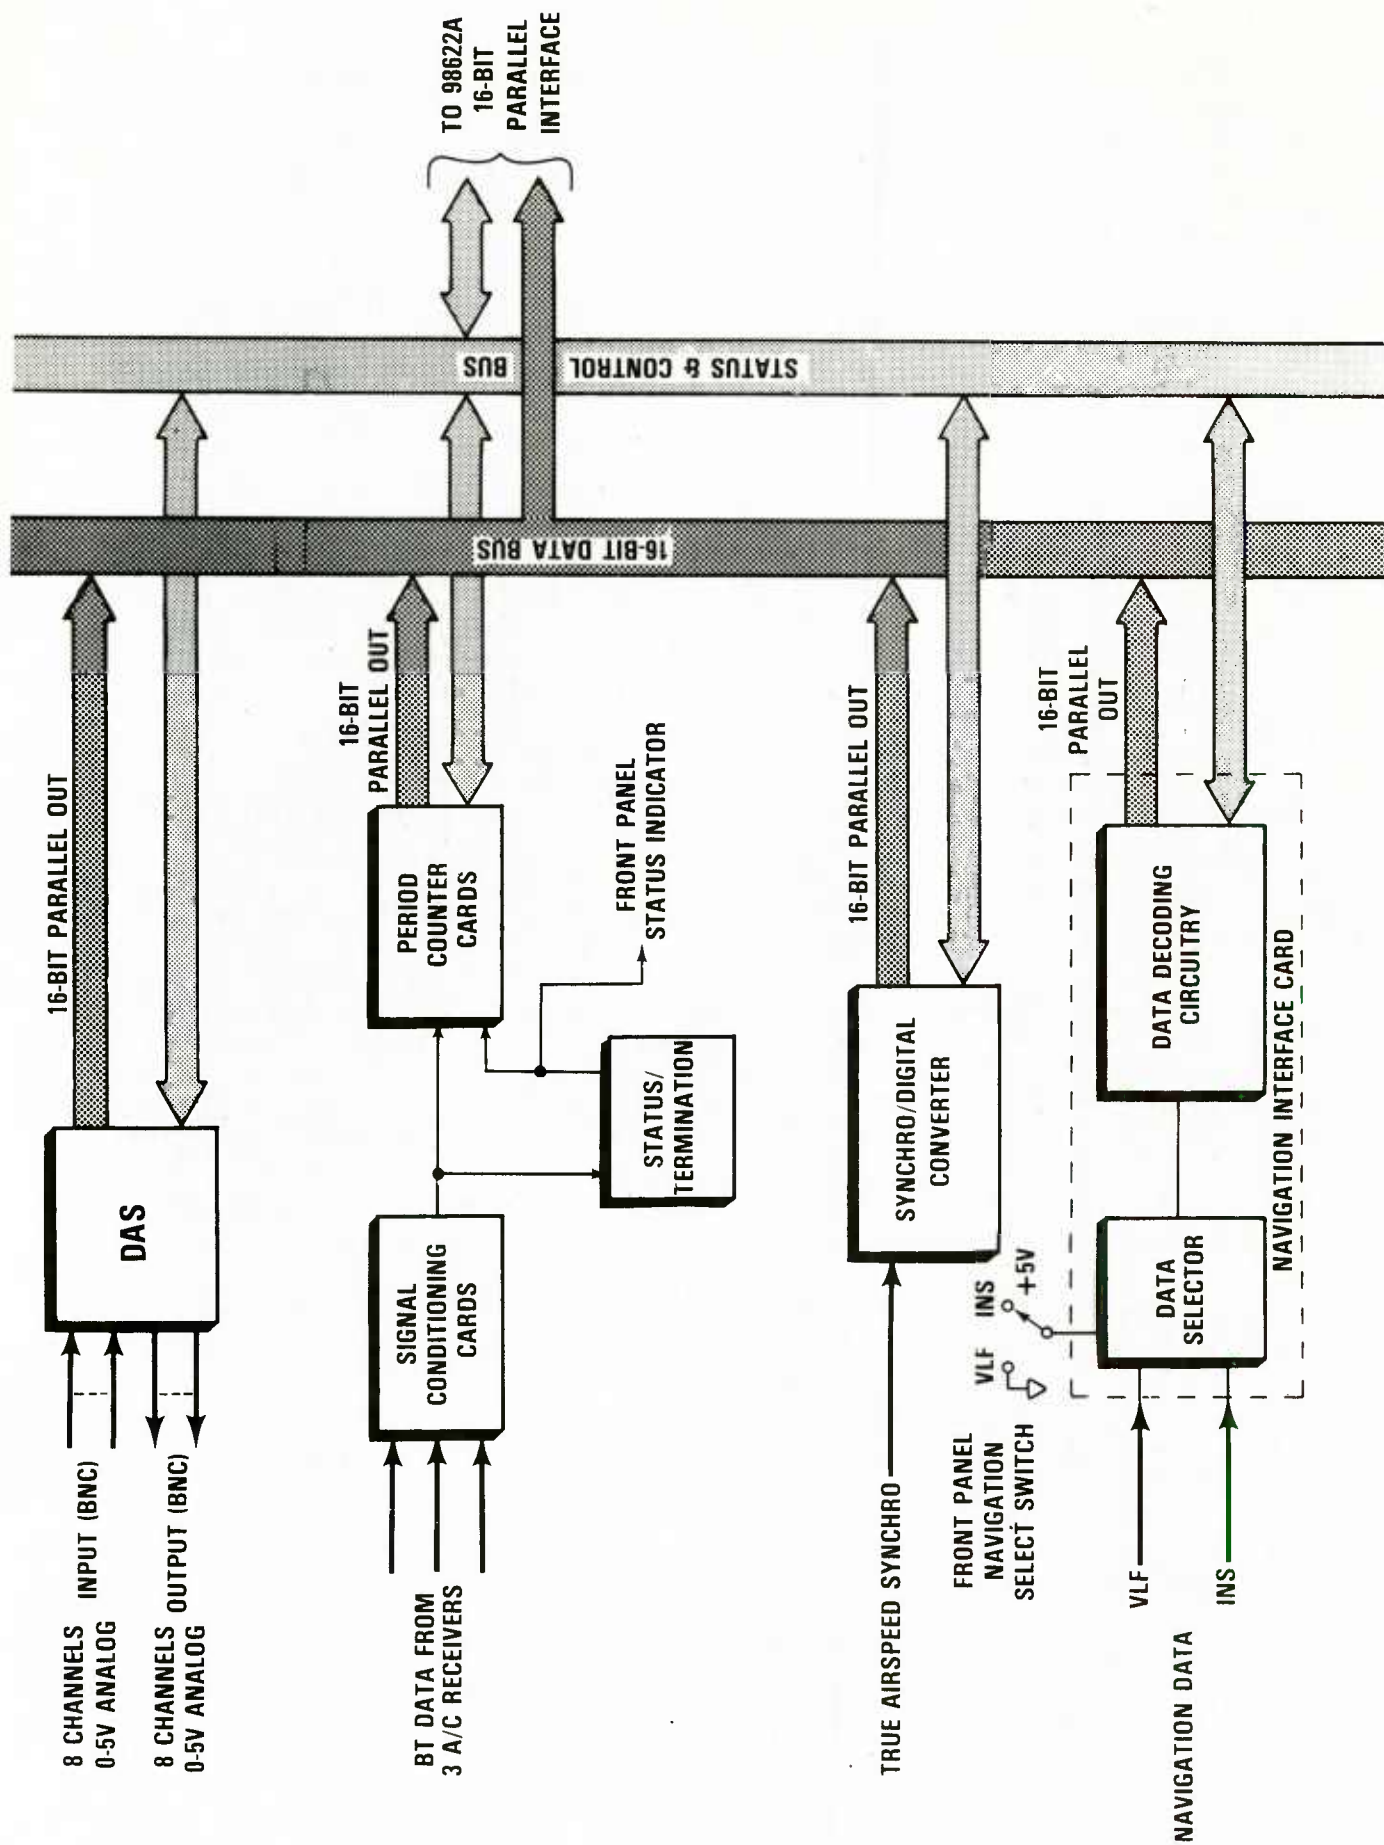 8 CHANNELS INPUT (BNC)
0-5V ANALOG
8 CHANNELS OUTPUT (BNC)
0-5V ANALOG
DAS
16-BIT PARALLEL OUT
BT DATA FROM
3 A/C RECEIVERS
SIGNAL
CONDITIONING
CARDS
STATUS/
TERMINATION
PERIOD
COUNTER
CARDS
FRONT PANEL
STATUS INDICATOR
16-BIT
PARALLEL OUT
TRUE AIRSPEED SYNCHRO
SYNCHRO/DIGITAL
CONVERTER
16-BIT PARALLEL OUT
FRONT PANEL
NAVIGATION
SELECT SWITCH
VLF
INS
+5V
NAVIGATION DATA
VLF
INS
DATA
SELECTOR
DATA DECODING
CIRCUITRY
NAVIGATION INTERFACE CARD
16-BIT
PARALLEL
OUT
16-BIT DATA BUS
STATUS & CONTROL
BUS
TO 98622A
16-BIT
PARALLEL
INTERFACE